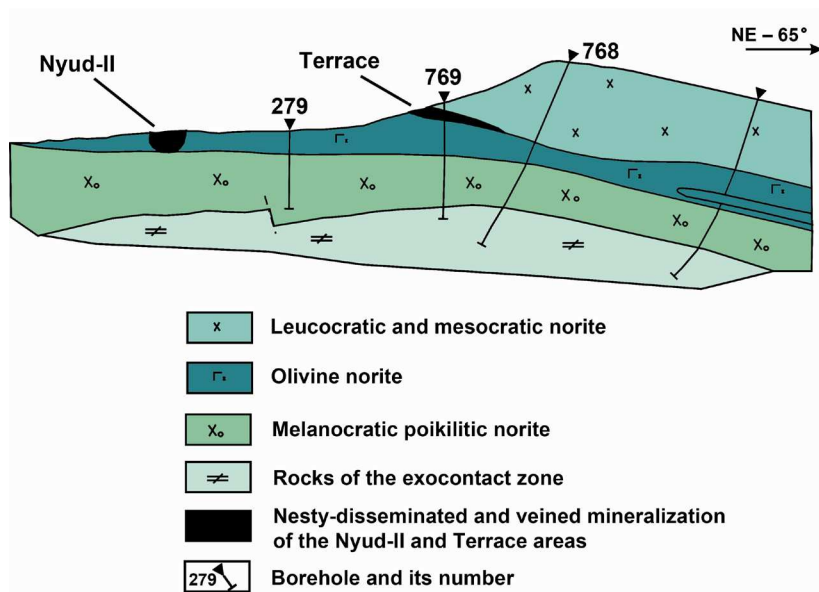 NE – 65°
Nyud-II
Terrace
279
769
768
Leucocratic and mesocratic norite
Olivine norite
Melanocratic poikilitic norite
Rocks of the exocontact zone
Nesty-disseminated and veined mineralization
of the Nyud-II and Terrace areas
279
Borehole and its number